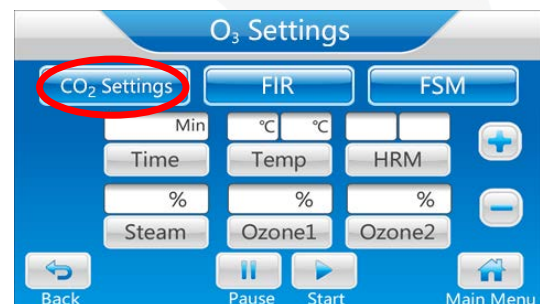 O₃ Settings
CO₂ Settings FIR FSM
Min ℃ ℃
Time Temp HRM
% % %
Steam Ozone1 Ozone2
Back Pause Start Main Menu